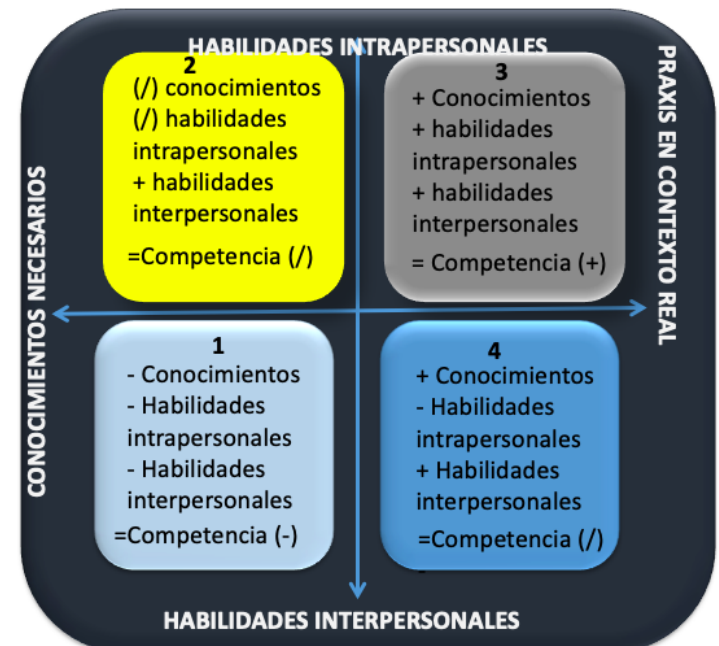 HABILIDADES INTRAPERSONALES
2
(/) conocimientos
(/) habilidades
intrapersonales
+ habilidades
interpersonales
=Competencia (/)
3
+ Conocimientos
+ habilidades
intrapersonales
+ habilidades
interpersonales
= Competencia (+)
PRAXIS EN CONTEXTO REAL
CONOCIMIENTOS NECESARIOS
1
- Conocimientos
- Habilidades
intrapersonales
- Habilidades
interpersonales
=Competencia (-)
4
+ Conocimientos
- Habilidades
intrapersonales
+ Habilidades
interpersonales
=Competencia (/)
HABILIDADES INTERPERSONALES